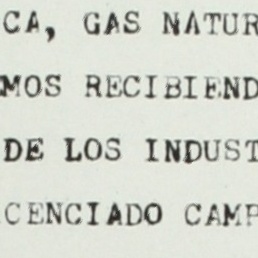 CA, GAS NATUR
MOS RECIBIEND
DE LOS INDUST
CENCIADO CAMP